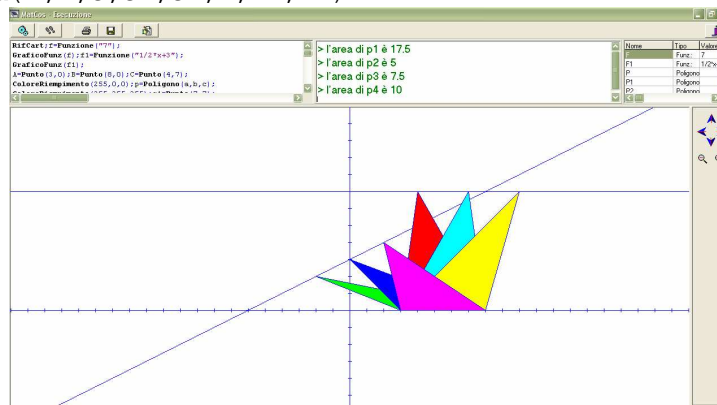 MatCos - Esecuzione
RifCart;f=Funzione("7");
GraficoFunz(f);f1=Funzione("1/2*x+3");
GraficoFunz(f1);
A=Punto(3,0);B=Punto(8,0);C=Punto(4,7);
ColoreRiempimento(255,0,0);p=Poligono(a,b,c);
> l'area di p1 è 17.5
> l'area di p2 è 5
> l'area di p3 è 7.5
> l'area di p4 è 10
Nome Tipo Valore
F Funz: 7
F1 Funz: 1/2*x
P Poligono
P1 Poligono
P2 Poligono